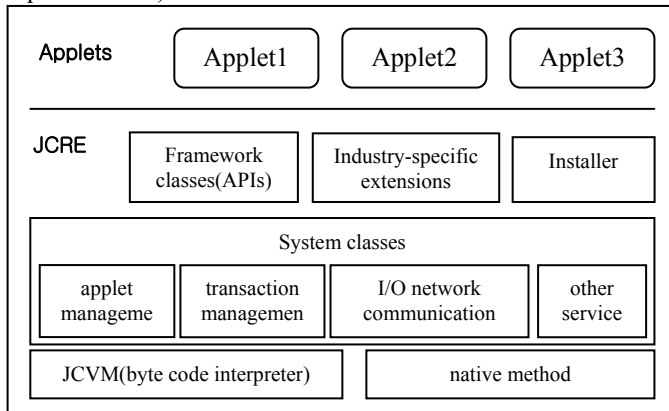 Applets
Applet1 Applet2 Applet3
JCRE
Framework classes(APIs)
Industry-specific extensions
Installer
System classes
applet manageme
transaction managemen
I/O network communication
other service
JCVM(byte code interpreter)
native method